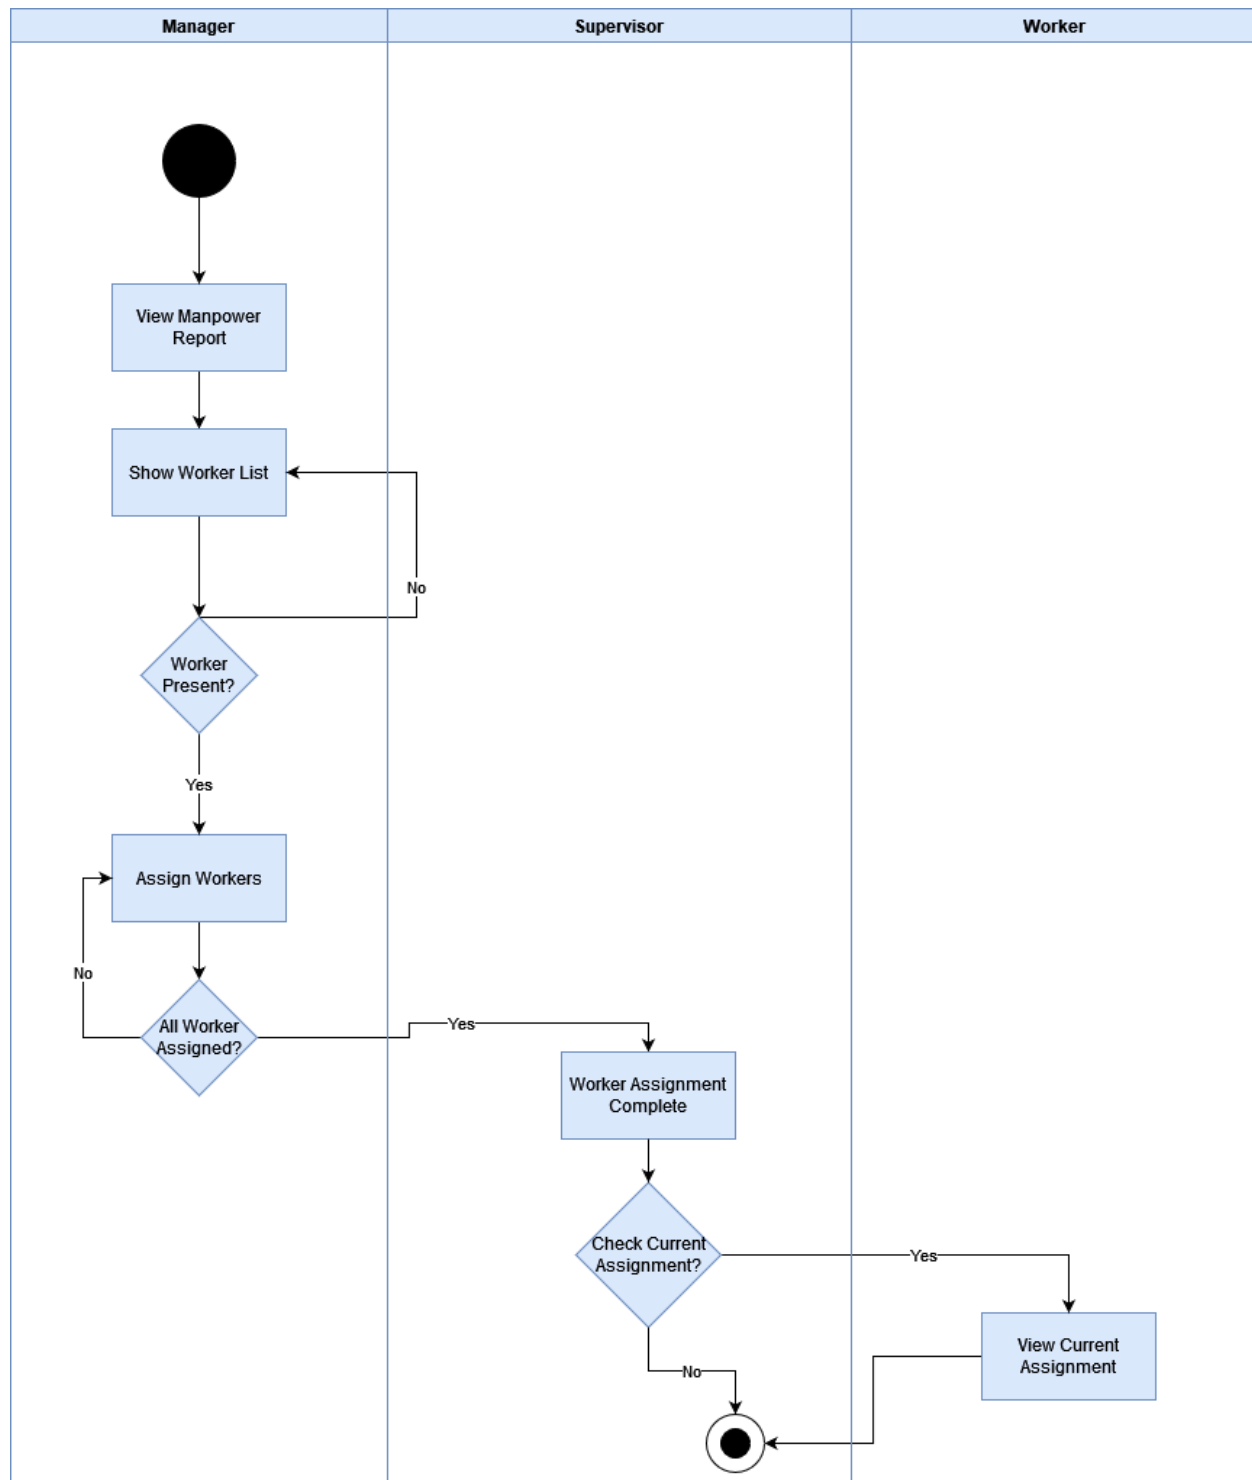 Manager
Supervisor
Worker
View Manpower
Report
Show Worker List
No
Worker
Present?
Yes
Assign Workers
No
All Worker
Assigned?
Yes
Worker Assignment
Complete
Check Current
Assignment?
Yes
View Current
Assignment
No